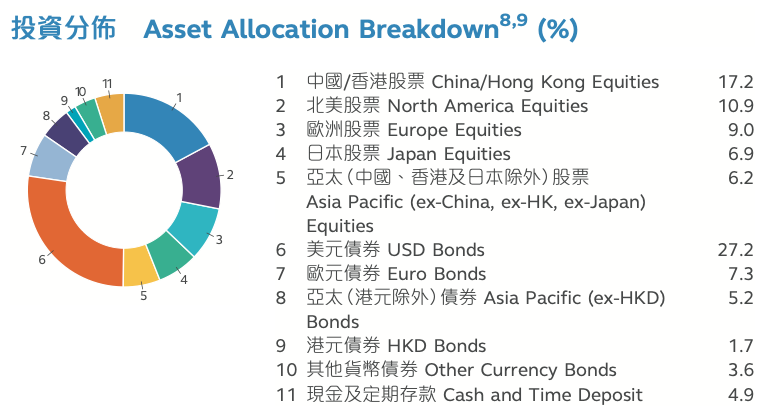 投資分佈 Asset Allocation Breakdown8,9 (%)
1 中國/香港股票 China/Hong Kong Equities 17.2
2 北美股票 North America Equities 10.9
3 歐洲股票 Europe Equities 9.0
4 日本股票 Japan Equities 6.9
5 亞太（中國、香港及日本除外）股票 6.2
Asia Pacific (ex-China, ex-HK, ex-Japan)
Equities
6 美元債券 USD Bonds 27.2
7 歐元債券 Euro Bonds 7.3
8 亞太（港元除外）債券 Asia Pacific (ex-HKD) 5.2
Bonds
9 港元債券 HKD Bonds 1.7
10 其他貨幣債券 Other Currency Bonds 3.6
11 現金及定期存款 Cash and Time Deposit 4.9
1
2
3
4
5
6
7
8
9
10
11